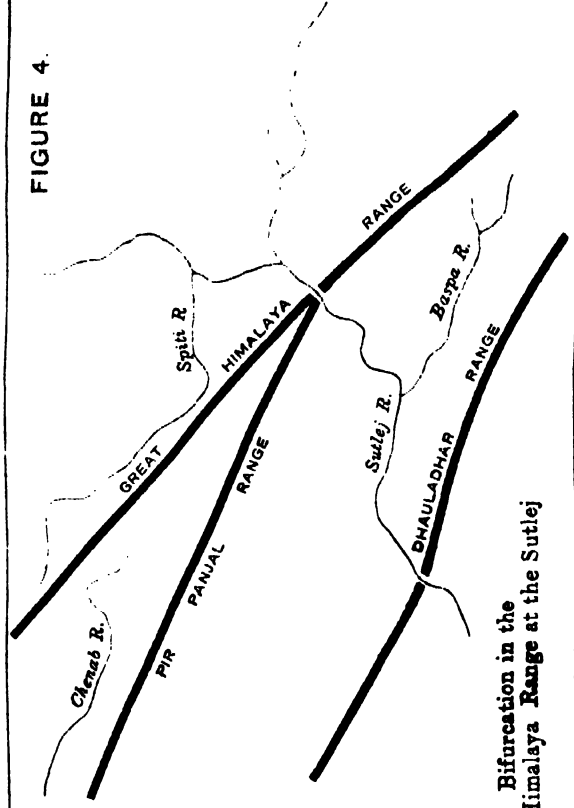 FIGURE 4.
GREAT HIMALAYA RANGE
PIR PANJAL RANGE
DHAULADHAR RANGE
Chenab R.
Spiti R
Sutlej R.
Baspa R.
Bifurcation in the
Himalaya Range at the Sutlej